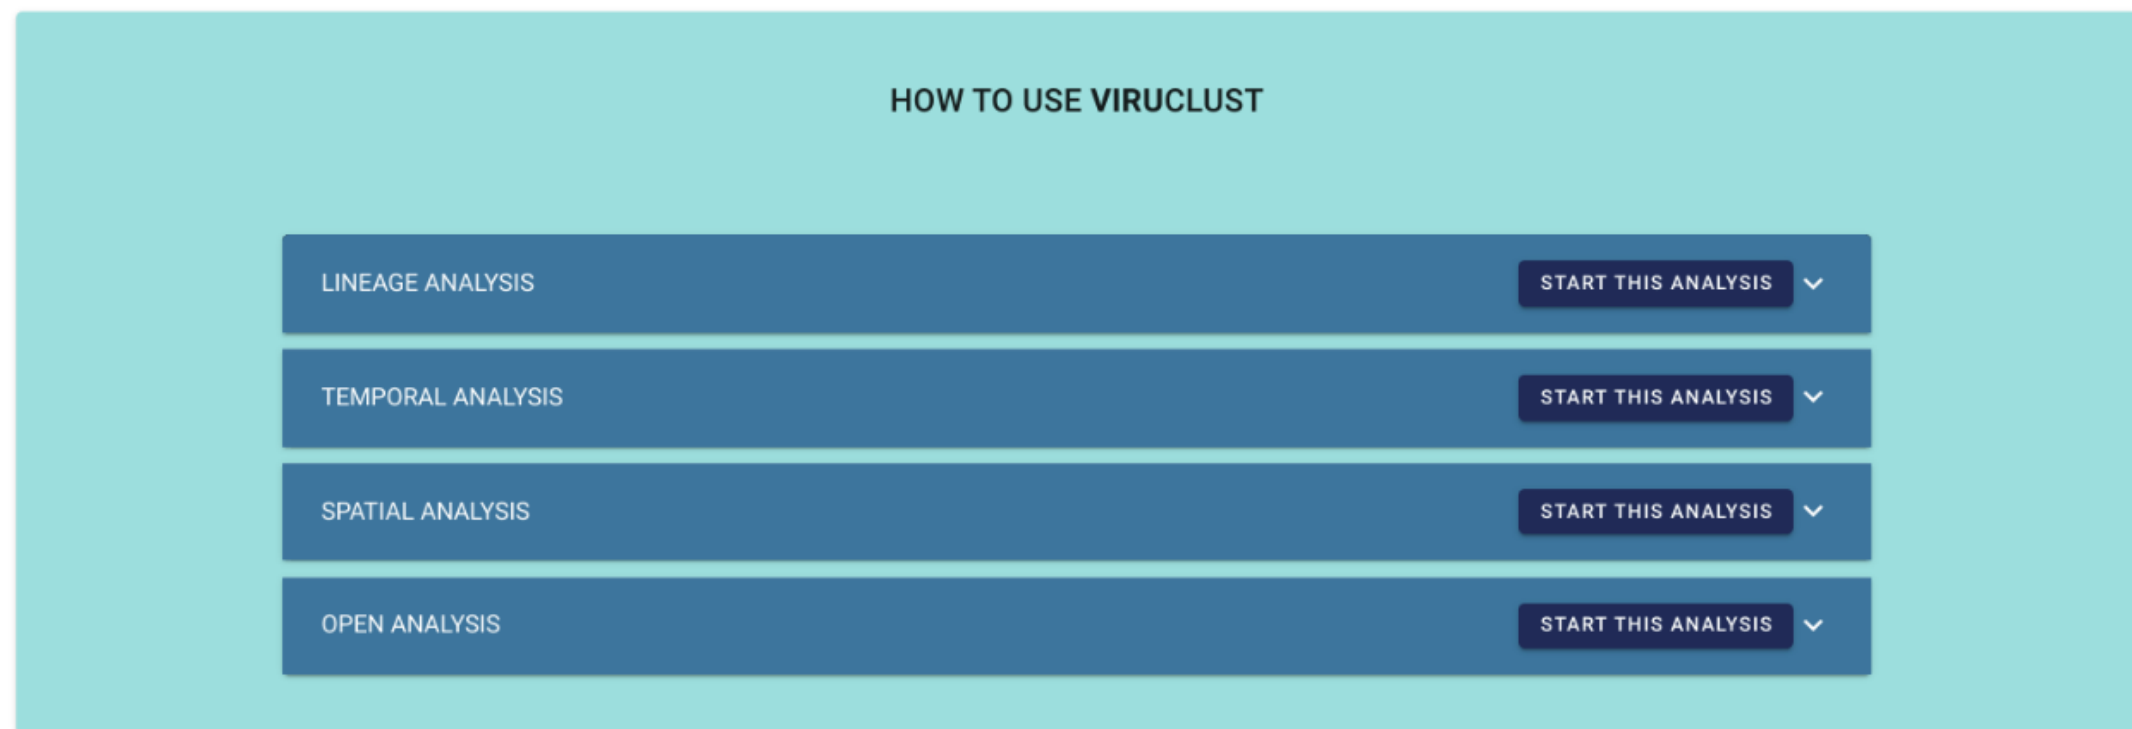 HOW TO USE VIRUCLUST
LINEAGE ANALYSIS START THIS ANALYSIS
TEMPORAL ANALYSIS START THIS ANALYSIS
SPATIAL ANALYSIS START THIS ANALYSIS
OPEN ANALYSIS START THIS ANALYSIS